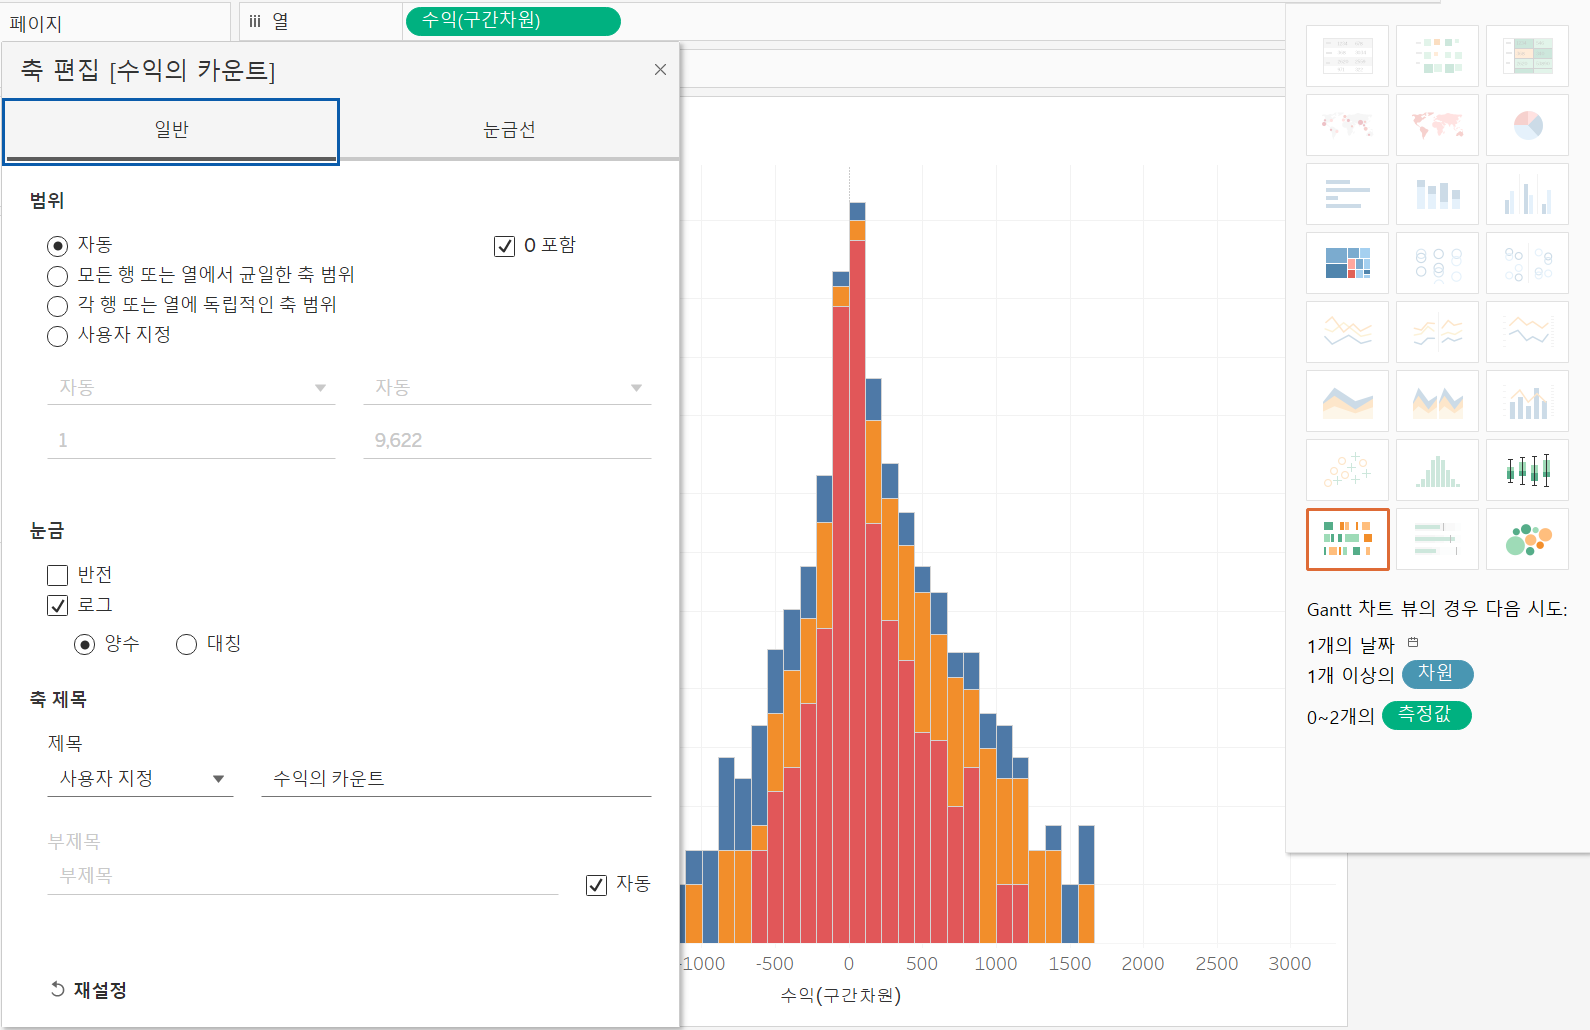 페이지
iii 열
수익(구간차원)
축 편집 [수익의 카운트]
일반
눈금선
범위
자동
0 포함
모든 행 또는 열에서 균일한 축 범위
각 행 또는 열에 독립적인 축 범위
사용자 지정
자동
자동
1
9,622
눈금
반전
로그
양수
대칭
축 제목
제목
사용자 지정
수익의 카운트
부제목
부제목
자동
재설정
-1000 -500 0 500 1000 1500 2000 2500 3000
수익(구간차원)
Gantt 차트 뷰의 경우 다음 시도:
1개의 날짜
1개 이상의 차원
0~2개의 측정값